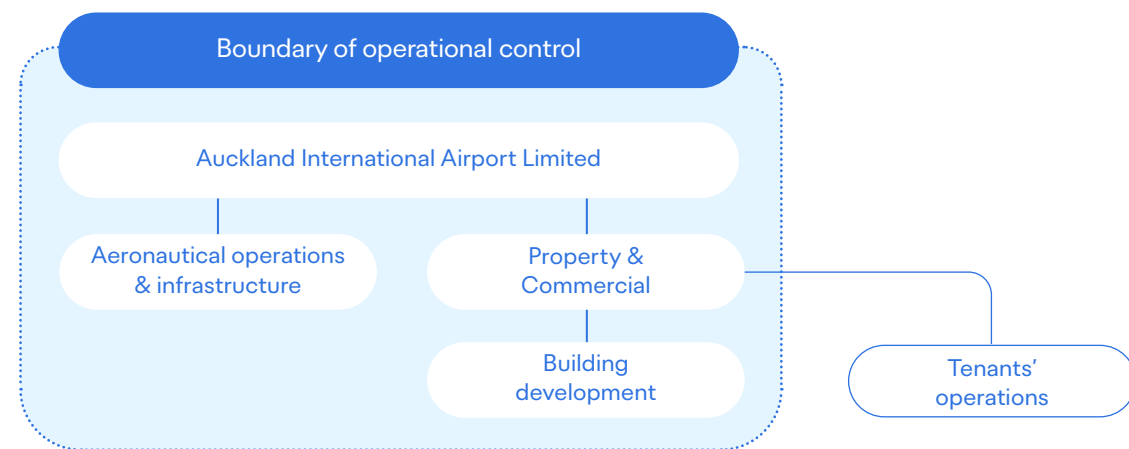 Boundary of operational control
Auckland International Airport Limited
Aeronautical operations
& infrastructure
Property &
Commercial
Building
development
Tenants’
operations